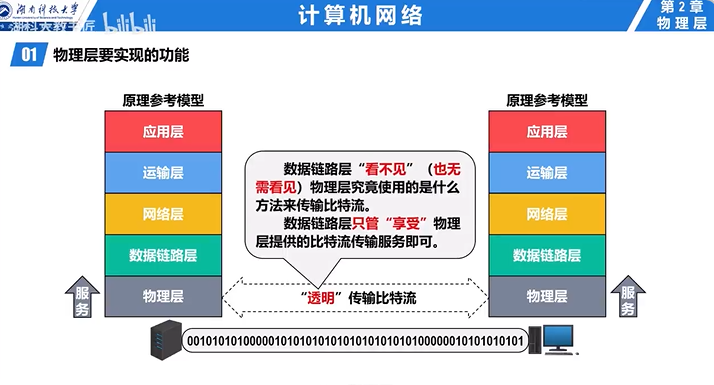 湖南科技大学
湖科大教书匠 bilibili
计算机网络
第2章
物理层
01 物理层要实现的功能
原理参考模型
原理参考模型
应用层
应用层
运输层
运输层
网络层
网络层
数据链路层
数据链路层
物理层
物理层
服务
服务
数据链路层“看不见”（也无
需看见）物理层究竟使用的是什么
方法来传输比特流。
数据链路层只管“享受”物理
层提供的比特流传输服务即可。
“透明”传输比特流